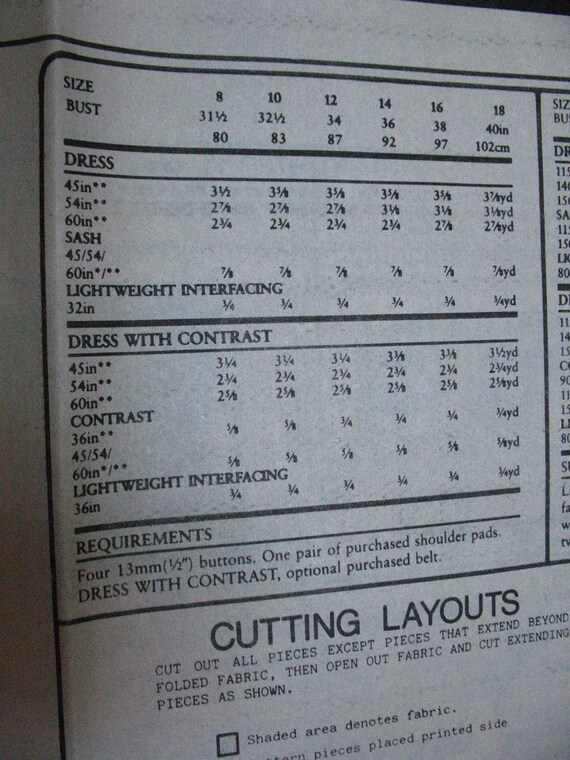 SIZE 8 10 12 14 16 18
BUST 31½ 32½ 34 36 38 40in
80 83 87 92 97 102cm
DRESS
45in** 3½ 3⅝ 3⅝ 3⅝ 3⅝ 3⅞yd
54in** 2⅞ 2⅞ 2⅞ 3⅛ 3⅛ 3⅛yd
60in** 2¾ 2¾ 2¾ 2¾ 2⅞ 2⅞yd
SASH
45/54/
60in*/** ⅞ ⅞ ⅞ ⅞ ⅞ ⅞yd
LIGHTWEIGHT INTERFACING
32in ¾ ¾ ¾ ¾ ¾ ¾yd
DRESS WITH CONTRAST
45in** 3¼ 3¼ 3¼ 3⅜ 3⅜ 3½yd
54in** 2¾ 2¾ 2¾ 2¾ 2¾ 2¾yd
60in** 2⅝ 2⅝ 2⅝ 2⅝ 2⅝ 2⅝yd
CONTRAST
36in** ⅝ ⅝ ¾ ¾ ¾ ¾yd
45/54/
60in*/** ⅝ ⅝ ⅝ ⅝ ⅝ ⅝yd
LIGHTWEIGHT INTERFACING
36in ¾ ¾ ¾ ¾ ¾ ¾yd
REQUIREMENTS
Four 13mm(½") buttons. One pair of purchased shoulder pads.
DRESS WITH CONTRAST, optional purchased belt.
CUTTING LAYOUTS
CUT OUT ALL PIECES EXCEPT PIECES THAT EXTEND BEYOND
FOLDED FABRIC, THEN OPEN OUT FABRIC AND CUT EXTENDING
PIECES AS SHOWN.
Shaded area denotes fabric.
pieces placed printed side